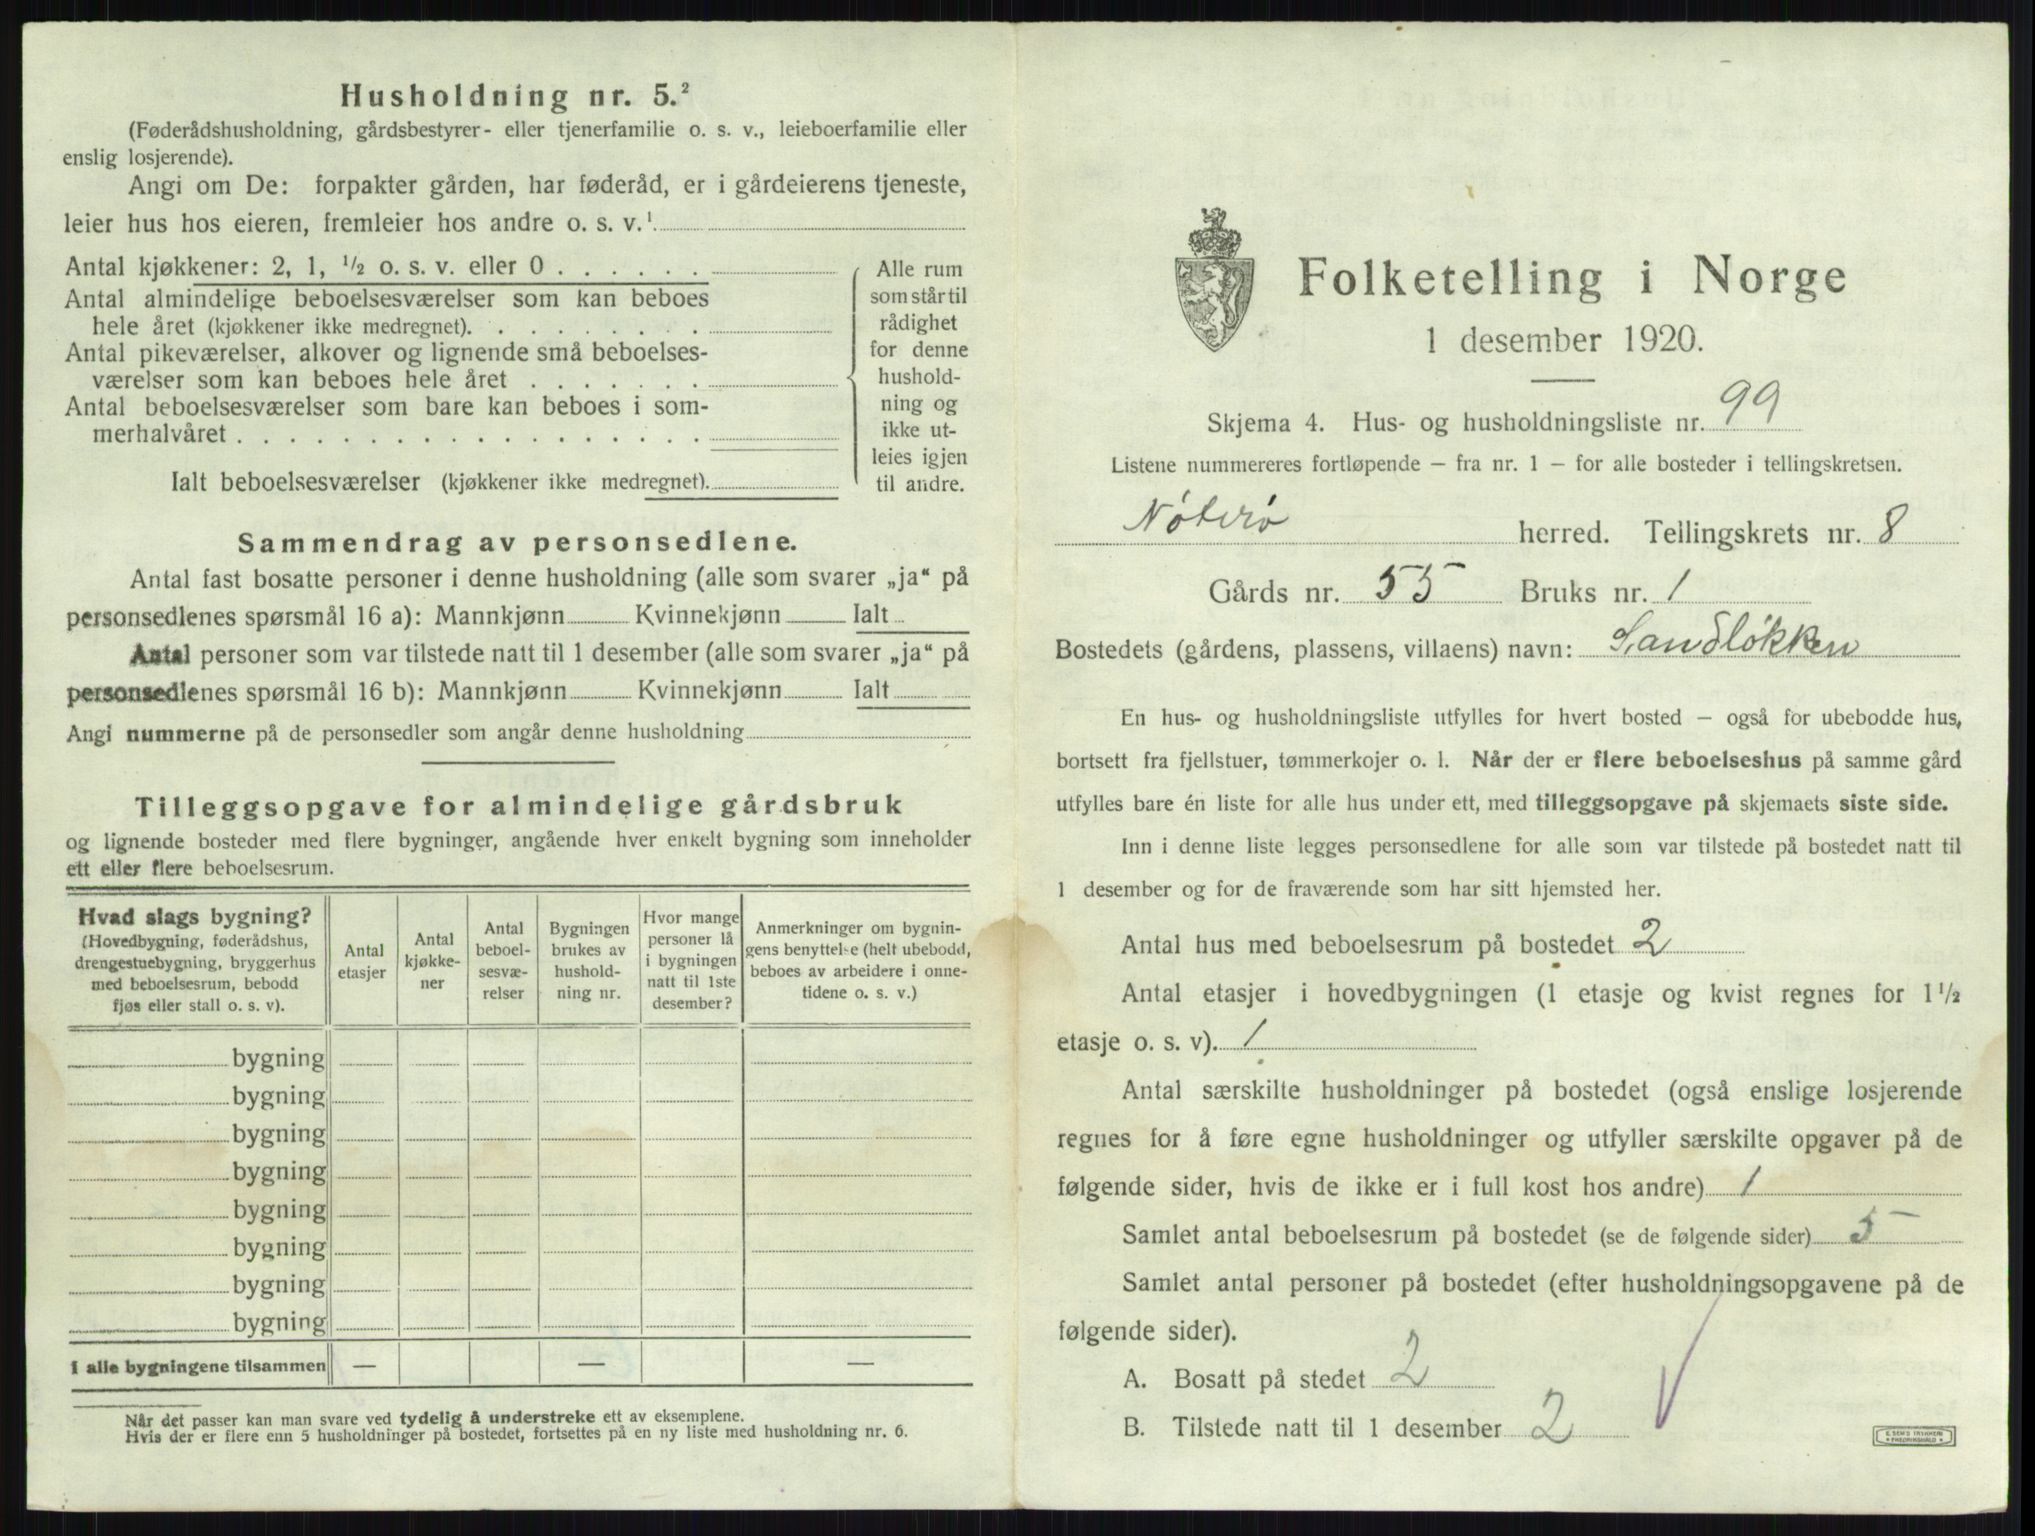 Husholdning nr. 5.²
(Føderådshusholdning, gårdsbestyrer- eller tjenerfamilie o. s. v., leieboerfamilie eller
enslig losjerende).
Angi om De: forpakter gården, har føderåd, er i gårdeierens tjeneste,
leier hus hos eieren, fremleier hos andre o. s. v.¹
Antal kjøkkener: 2, 1, ½ o. s. v. eller 0 . . . . . .
Antal almindelige beboelsesværelser som kan beboes
hele året (kjøkkener ikke medregnet). . . . . . . . .
Antal pikeværelser, alkover og lignende små beboelses-
værelser som kan beboes hele året . . . . . . .
Antal beboelsesværelser som bare kan beboes i som-
merhalvåret . . . . . . . . . . . . . . . . . .
Ialt beboelsesværelser (kjøkkener ikke medregnet).
Alle rum
som står til
rådighet
for denne
hushold-
ning og
ikke ut-
leies igjen
til andre.
Sammendrag av personsedlene.
Antal fast bosatte personer i denne husholdning (alle som svarer „ja“ på
personsedlenes spørsmål 16 a): Mannkjønn Kvinnekjønn Ialt
Antal personer som var tilstede natt til 1 desember (alle som svarer „ja“ på
personsedlenes spørsmål 16 b): Mannkjønn Kvinnekjønn Ialt
Angi nummerne på de personsedler som angår denne husholdning
Tilleggsopgave for almindelige gårdsbruk
og lignende bosteder med flere bygninger, angående hver enkelt bygning som inneholder
ett eller flere beboelsesrum.
Hvad slags bygning?
(Hovedbygning, føderådshus,
drengestuebygning, bryggerhus
med beboelsesrum, bebodd
fjøs eller stall o. s. v).
Antal
etasjer
Antal
kjøkke-
ner
Antal
beboel-
sesvæ-
relser
Bygningen
brukes av
hushold-
ning nr.
Hvor mange
personer lå
i bygningen
natt til 1ste
desember?
Anmerkninger om bygnin-
gens benyttelse (helt ubebodd,
beboes av arbeidere i onne-
tidene o. s. v.)
bygning
bygning
bygning
bygning
bygning
bygning
bygning
bygning
I alle bygningene tilsammen — — —
Når det passer kan man svare ved tydelig å understreke ett av eksemplene.
Hvis der er flere enn 5 husholdninger på bostedet, fortsettes på en ny liste med husholdning nr. 6.
Folketelling i Norge
1 desember 1920.
Skjema 4. Hus- og husholdningsliste nr. 99
Listene nummereres fortløpende – fra nr. 1 – for alle bosteder i tellingskretsen.
Nøterø herred. Tellingskrets nr. 8
Gårds nr. 55 Bruks nr. 1
Bostedets (gårdens, plassens, villaens) navn: Sandløkken
En hus- og husholdningsliste utfylles for hvert bosted – også for ubebodde hus,
bortsett fra fjellstuer, tømmerkojer o. l. Når der er flere beboelseshus på samme gård
utfylles bare én liste for alle hus under ett, med tilleggsopgave på skjemaets siste side.
Inn i denne liste legges personsedlene for alle som var tilstede på bostedet natt til
1 desember og for de fraværende som har sitt hjemsted her.
Antal hus med beboelsesrum på bostedet 2
Antal etasjer i hovedbygningen (1 etasje og kvist regnes for 1½
etasje o. s. v). 1
Antal særskilte husholdninger på bostedet (også enslige losjerende
regnes for å føre egne husholdninger og utfyller særskilte opgaver på de
følgende sider, hvis de ikke er i full kost hos andre) 1
Samlet antal beboelsesrum på bostedet (se de følgende sider) 5
Samlet antal personer på bostedet (efter husholdningsopgavene på de
følgende sider).
A. Bosatt på stedet 2
B. Tilstede natt til 1 desember 2
E. SEM'S TRYKKERI
FREDRIKSHALD